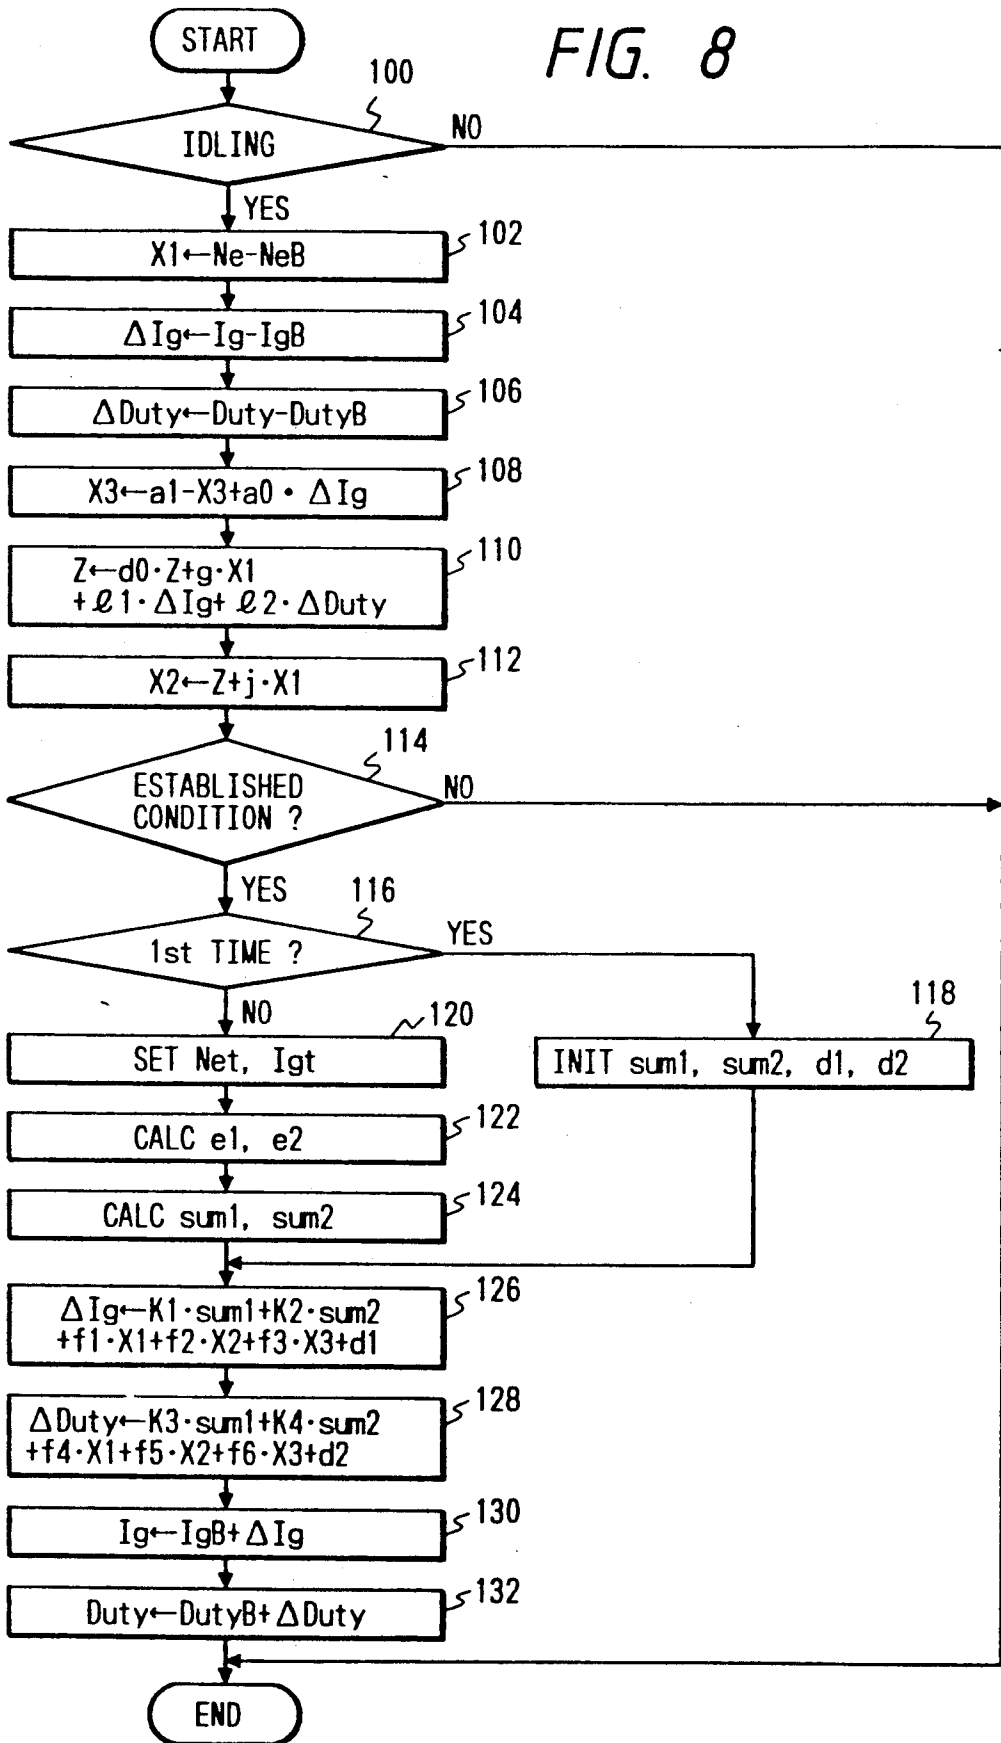 FIG. 8
START
100
IDLING
NO
YES
102
X1←Ne-NeB
104
ΔIg←Ig-IgB
106
ΔDuty←Duty-DutyB
108
X3←a1-X3+a0・ΔIg
110
Z←d0・Z+g・X1
+ℓ1・ΔIg+ℓ2・ΔDuty
112
X2←Z+j・X1
114
ESTABLISHED
CONDITION ?
NO
YES
116
1st TIME ?
YES
NO
118
INIT sum1, sum2, d1, d2
120
SET Net, Igt
122
CALC e1, e2
124
CALC sum1, sum2
126
ΔIg←K1・sum1+K2・sum2
+f1・X1+f2・X2+f3・X3+d1
128
ΔDuty←K3・sum1+K4・sum2
+f4・X1+f5・X2+f6・X3+d2
130
Ig←IgB+ΔIg
132
Duty←DutyB+ΔDuty
END